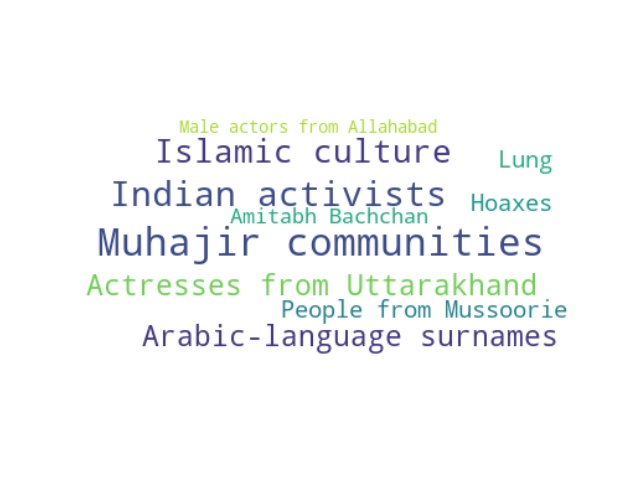 Male actors from Allahabad
Islamic culture
Lung
Indian activists
Hoaxes
Amitabh Bachchan
Muhajir communities
Actresses from Uttarakhand
People from Mussoorie
Arabic-language surnames